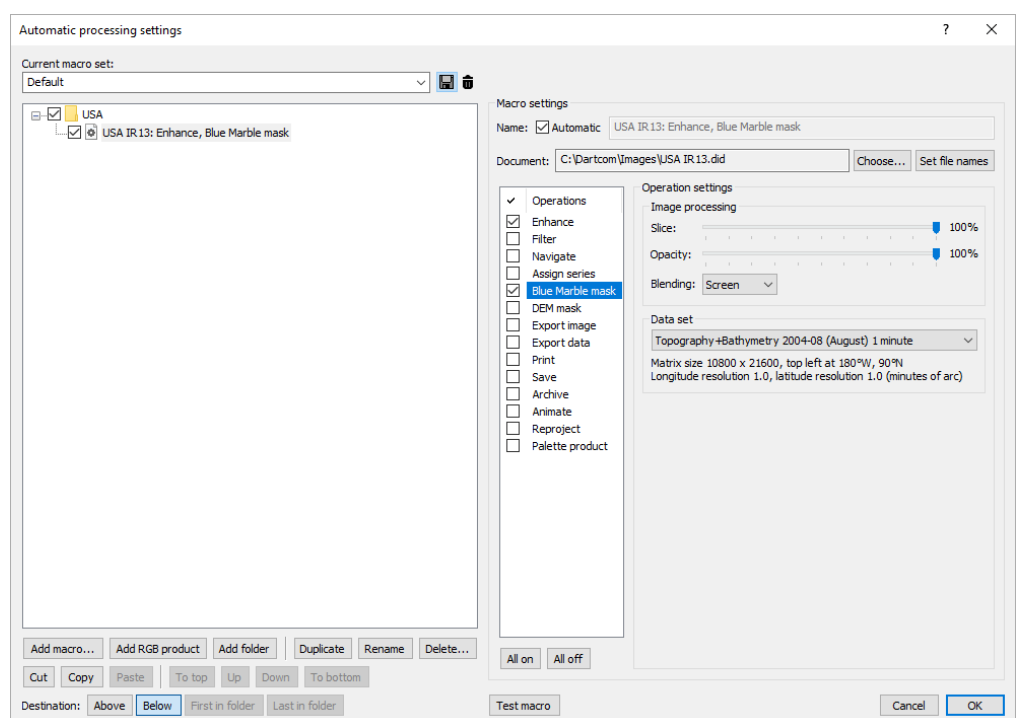 Automatic processing settings
?
Current macro set:
Default
USA
USA IR13: Enhance, Blue Marble mask
Add macro... Add RGB product Add folder Duplicate Rename Delete...
Cut Copy Paste To top Up Down To bottom
Destination: Above Below First in folder Last in folder
Macro settings
Name: Automatic USA IR13: Enhance, Blue Marble mask
Document: C:\Dartcom\Images\USA IR13.did Choose... Set file names
Operations
Enhance
Filter
Navigate
Assign series
Blue Marble mask
DEM mask
Export image
Export data
Print
Save
Archive
Animate
Reproject
Palette product
All on All off
Operation settings
Image processing
Slice: 100%
Opacity: 100%
Blending: Screen
Data set
Topography+Bathymetry 2004-08 (August) 1 minute
Matrix size 10800 x 21600, top left at 180°W, 90°N
Longitude resolution 1.0, latitude resolution 1.0 (minutes of arc)
Test macro
Cancel OK